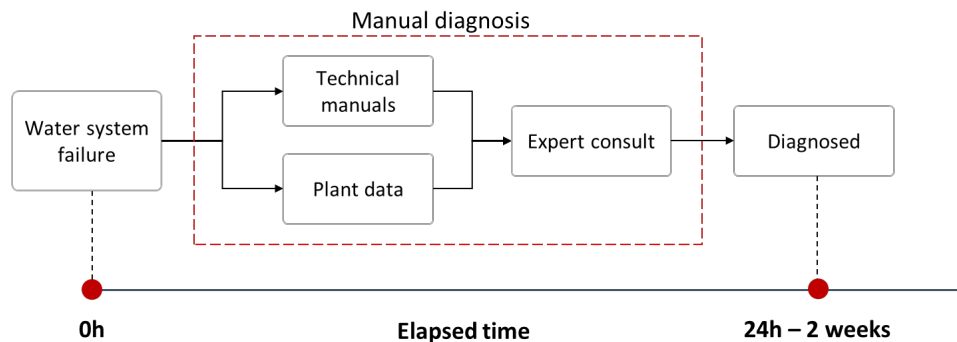 Manual diagnosis
Water system
failure
Technical
manuals
Plant data
Expert consult
Diagnosed
0h
Elapsed time
24h – 2 weeks